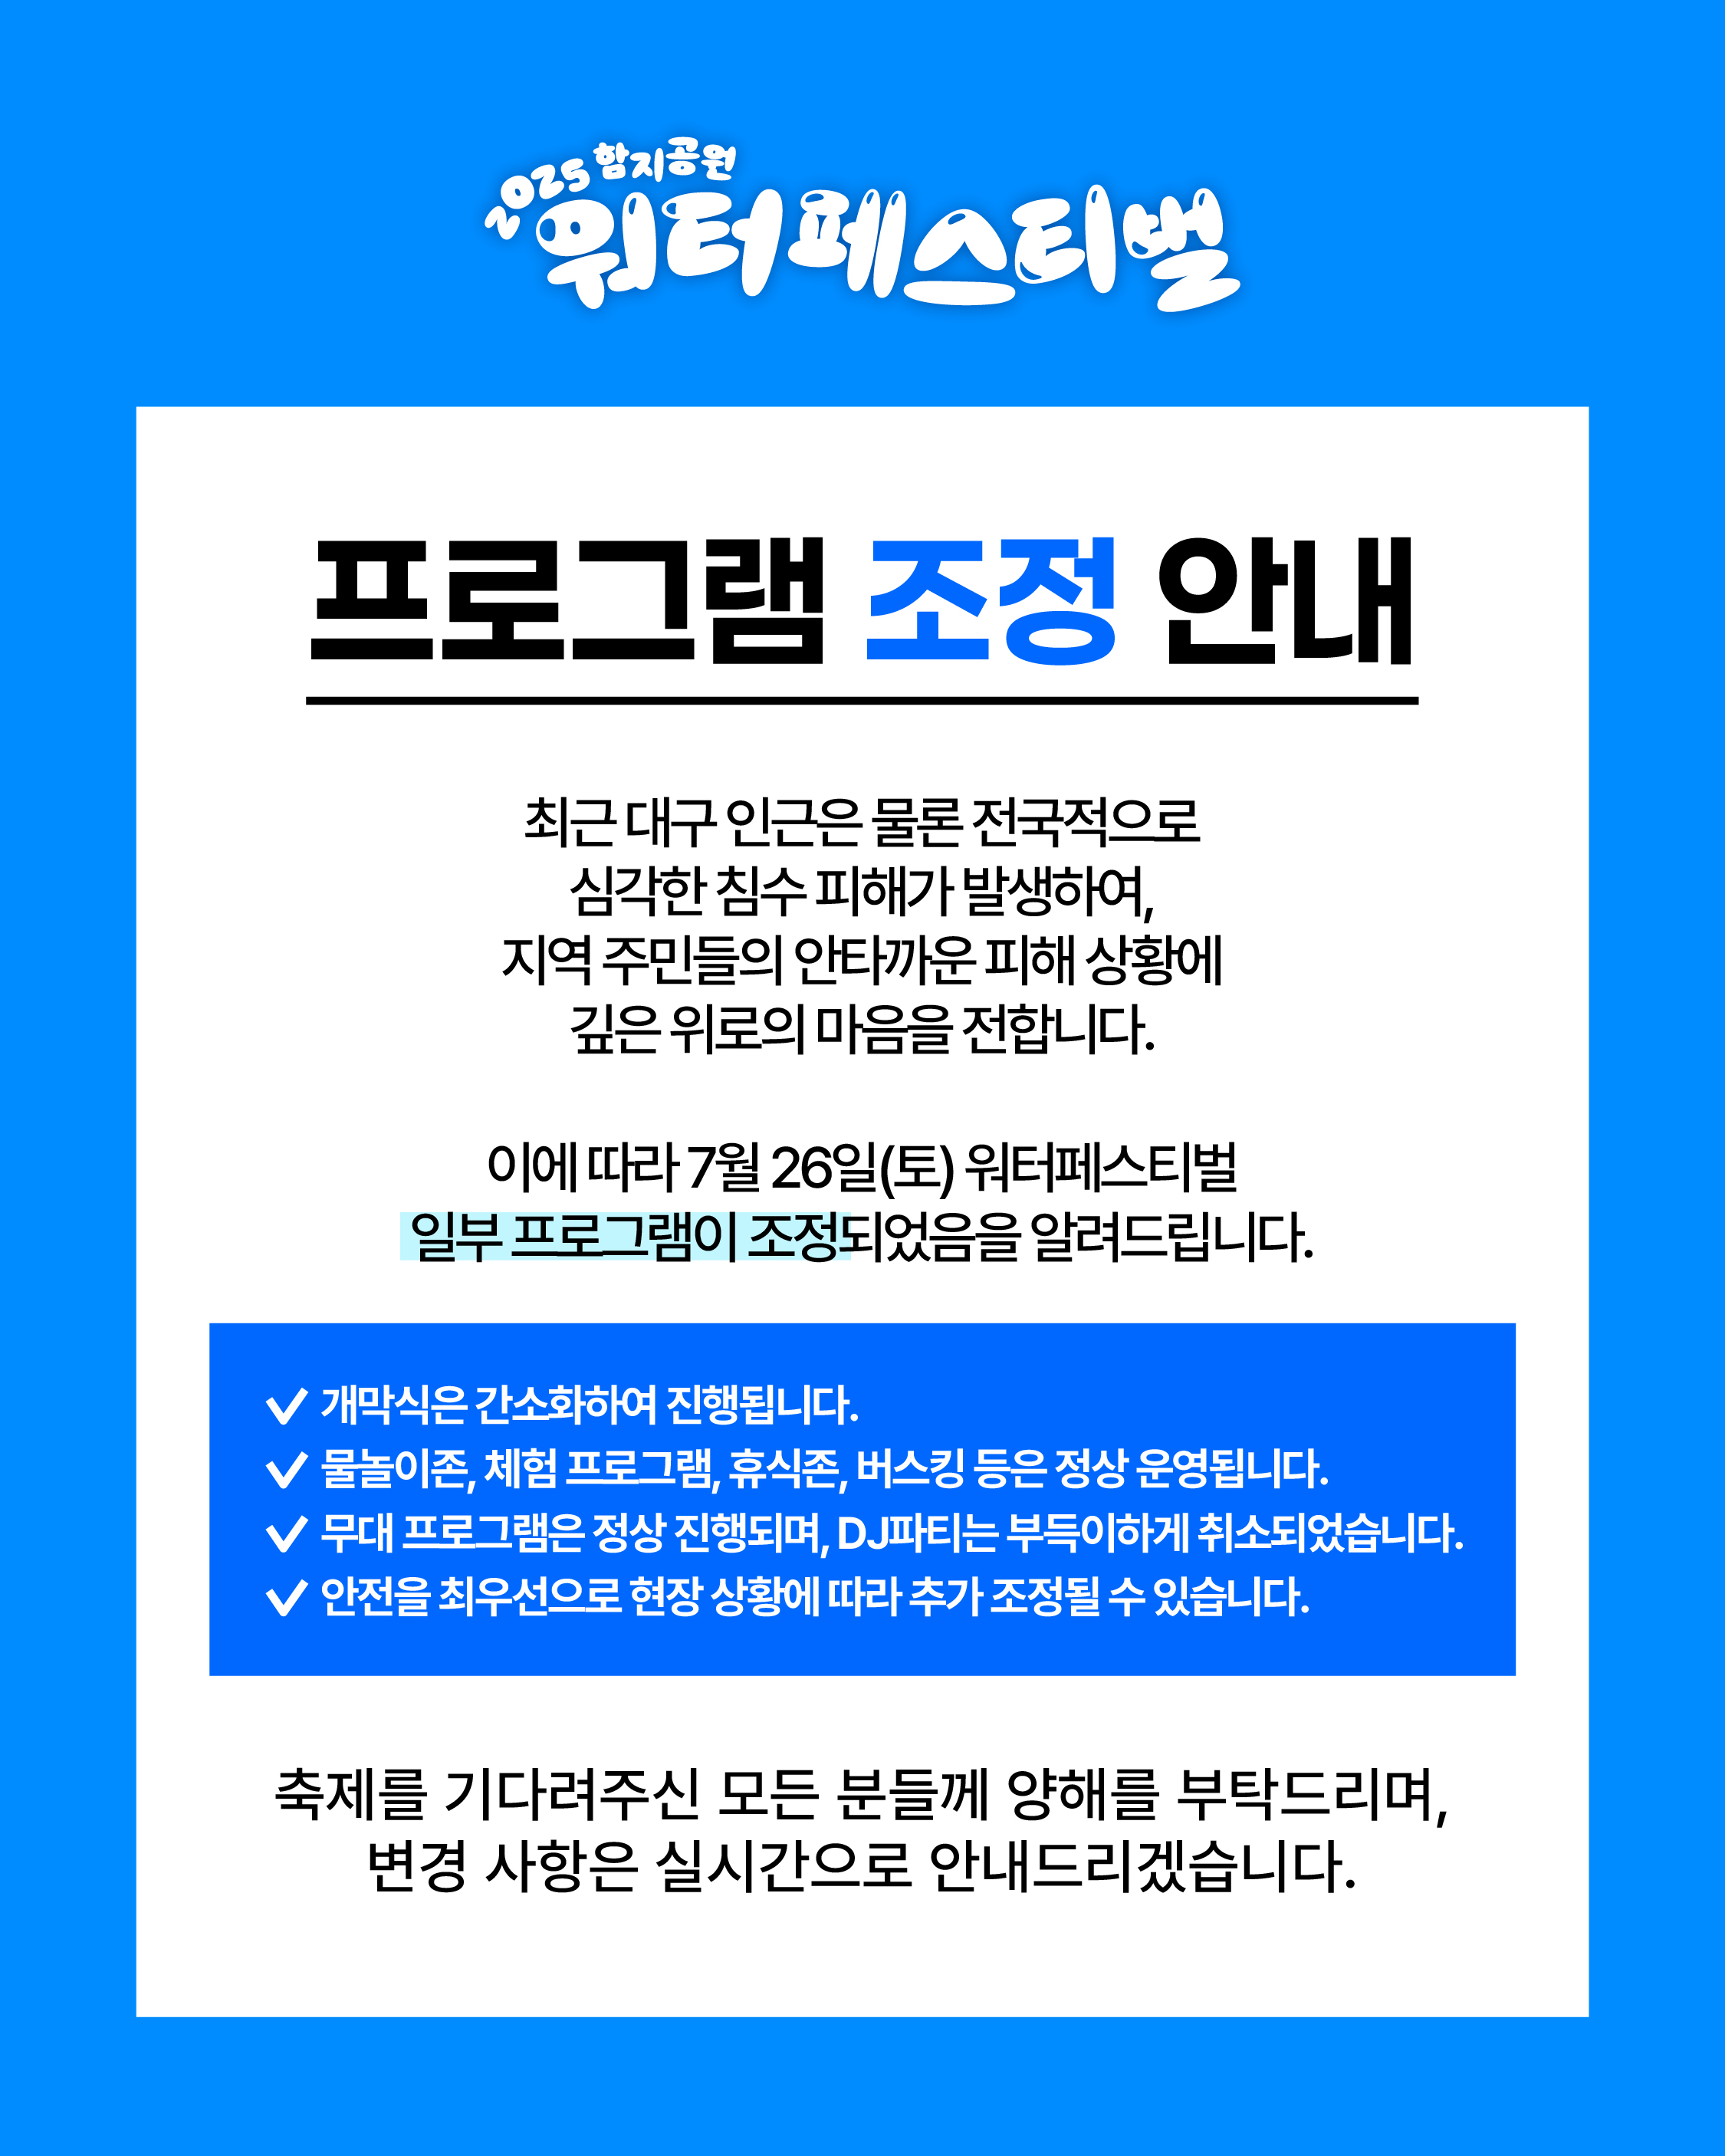 2025 함지공원
워터페스티벌
프로그램 조정 안내
최근 대구 인근은 물론 전국적으로
심각한 침수 피해가 발생하여,
지역 주민들의 안타까운 피해 상황에
깊은 위로의 마음을 전합니다.
이에 따라 7월 26일(토) 워터페스티벌
일부 프로그램이 조정되었음을 알려드립니다.
개막식은 간소화하여 진행됩니다.
물놀이존, 체험 프로그램, 휴식존, 버스킹 등은 정상 운영됩니다.
무대 프로그램은 정상 진행되며, DJ파티는 부득이하게 취소되었습니다.
안전을 최우선으로 현장 상황에 따라 추가 조정될 수 있습니다.
축제를 기다려주신 모든 분들께 양해를 부탁드리며,
변경 사항은 실시간으로 안내드리겠습니다.